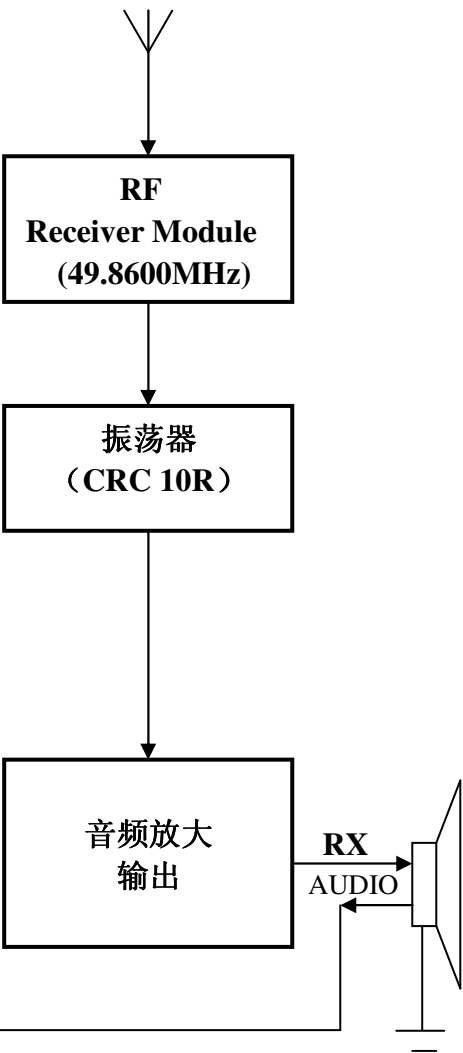 RF
Receiver Module
(49.8600MHz)
振荡器
（CRC 10R）
音频放大
输出
RX
AUDIO